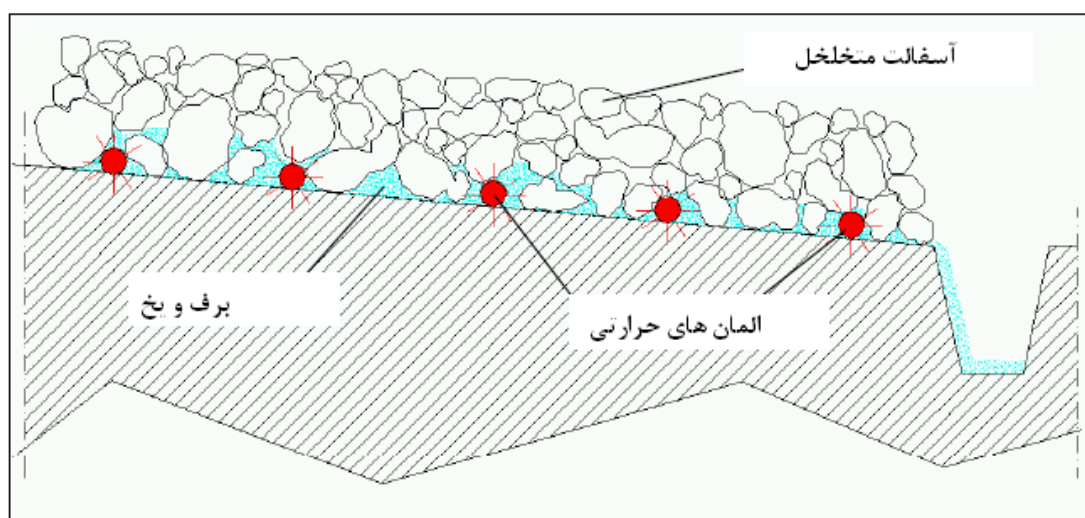 آسفالت متخلخل
برف و یخ
المان های حرارتی